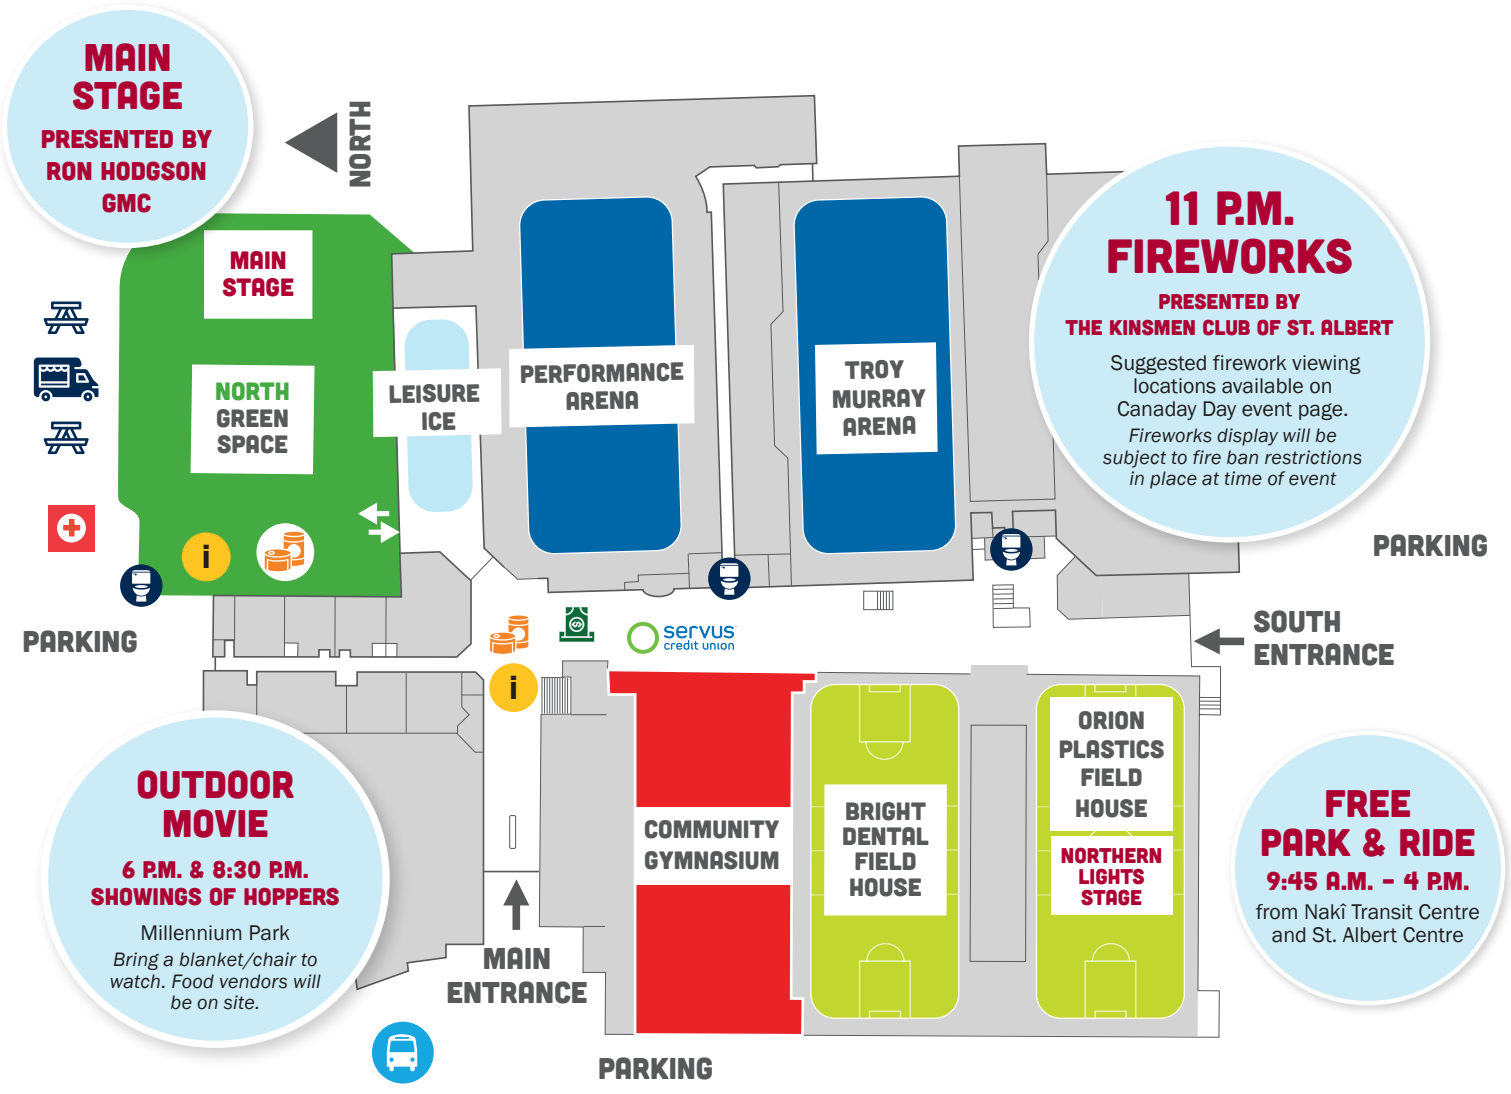 MAIN
STAGE
PRESENTED BY
RON HODGSON
GMC
NORTH
MAIN
STAGE
NORTH
GREEN
SPACE
LEISURE
ICE
PERFORMANCE
ARENA
TROY
MURRAY
ARENA
11 P.M.
FIREWORKS
PRESENTED BY
THE KINSMEN CLUB OF ST. ALBERT
Suggested firework viewing
locations available on
Canaday Day event page.
Fireworks display will be
subject to fire ban restrictions
in place at time of event
PARKING
i
$
servus
credit union
PARKING
SOUTH
ENTRANCE
i
OUTDOOR
MOVIE
6 P.M. & 8:30 P.M.
SHOWINGS OF HOPPERS
Millennium Park
Bring a blanket/chair to
watch. Food vendors will
be on site.
COMMUNITY
GYMNASIUM
BRIGHT
DENTAL
FIELD
HOUSE
ORION
PLASTICS
FIELD
HOUSE
NORTHERN
LIGHTS
STAGE
FREE
PARK & RIDE
9:45 A.M. - 4 P.M.
from Nakî Transit Centre
and St. Albert Centre
MAIN
ENTRANCE
PARKING